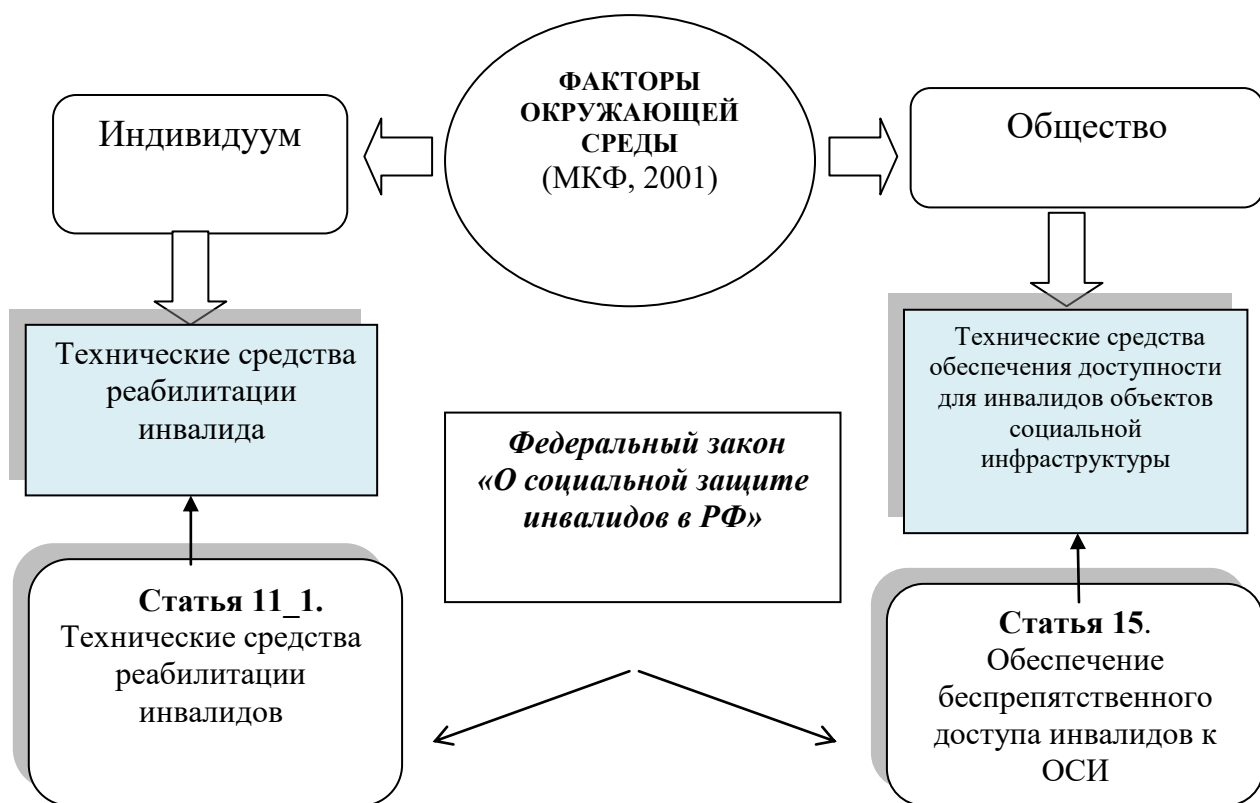 ФАКТОРЫ
ОКРУЖАЮЩЕЙ
СРЕДЫ
(МКФ, 2001)
Индивидуум
Общество
Технические средства
реабилитации
инвалида
Технические средства
обеспечения доступности
для инвалидов объектов
социальной
инфраструктуры
Федеральный закон
«О социальной защите
инвалидов в РФ»
Статья 11_1.
Технические средства
реабилитации
инвалидов
Статья 15.
Обеспечение
беспрепятственного
доступа инвалидов к
ОСИ